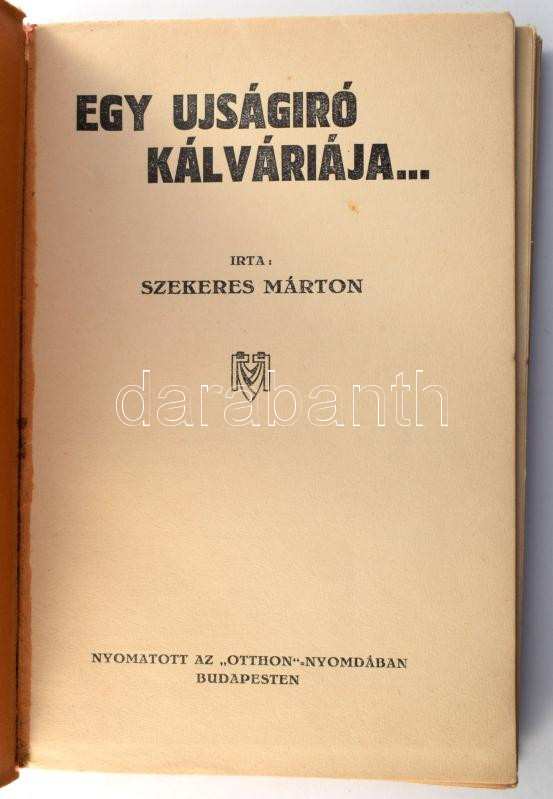 EGY UJSÁGIRÓ
KÁLVÁRIÁJA...
IRTA:
SZEKERES MÁRTON
darabanth
NYOMATOTT AZ „OTTHON“-NYOMDÁBAN
BUDAPESTEN